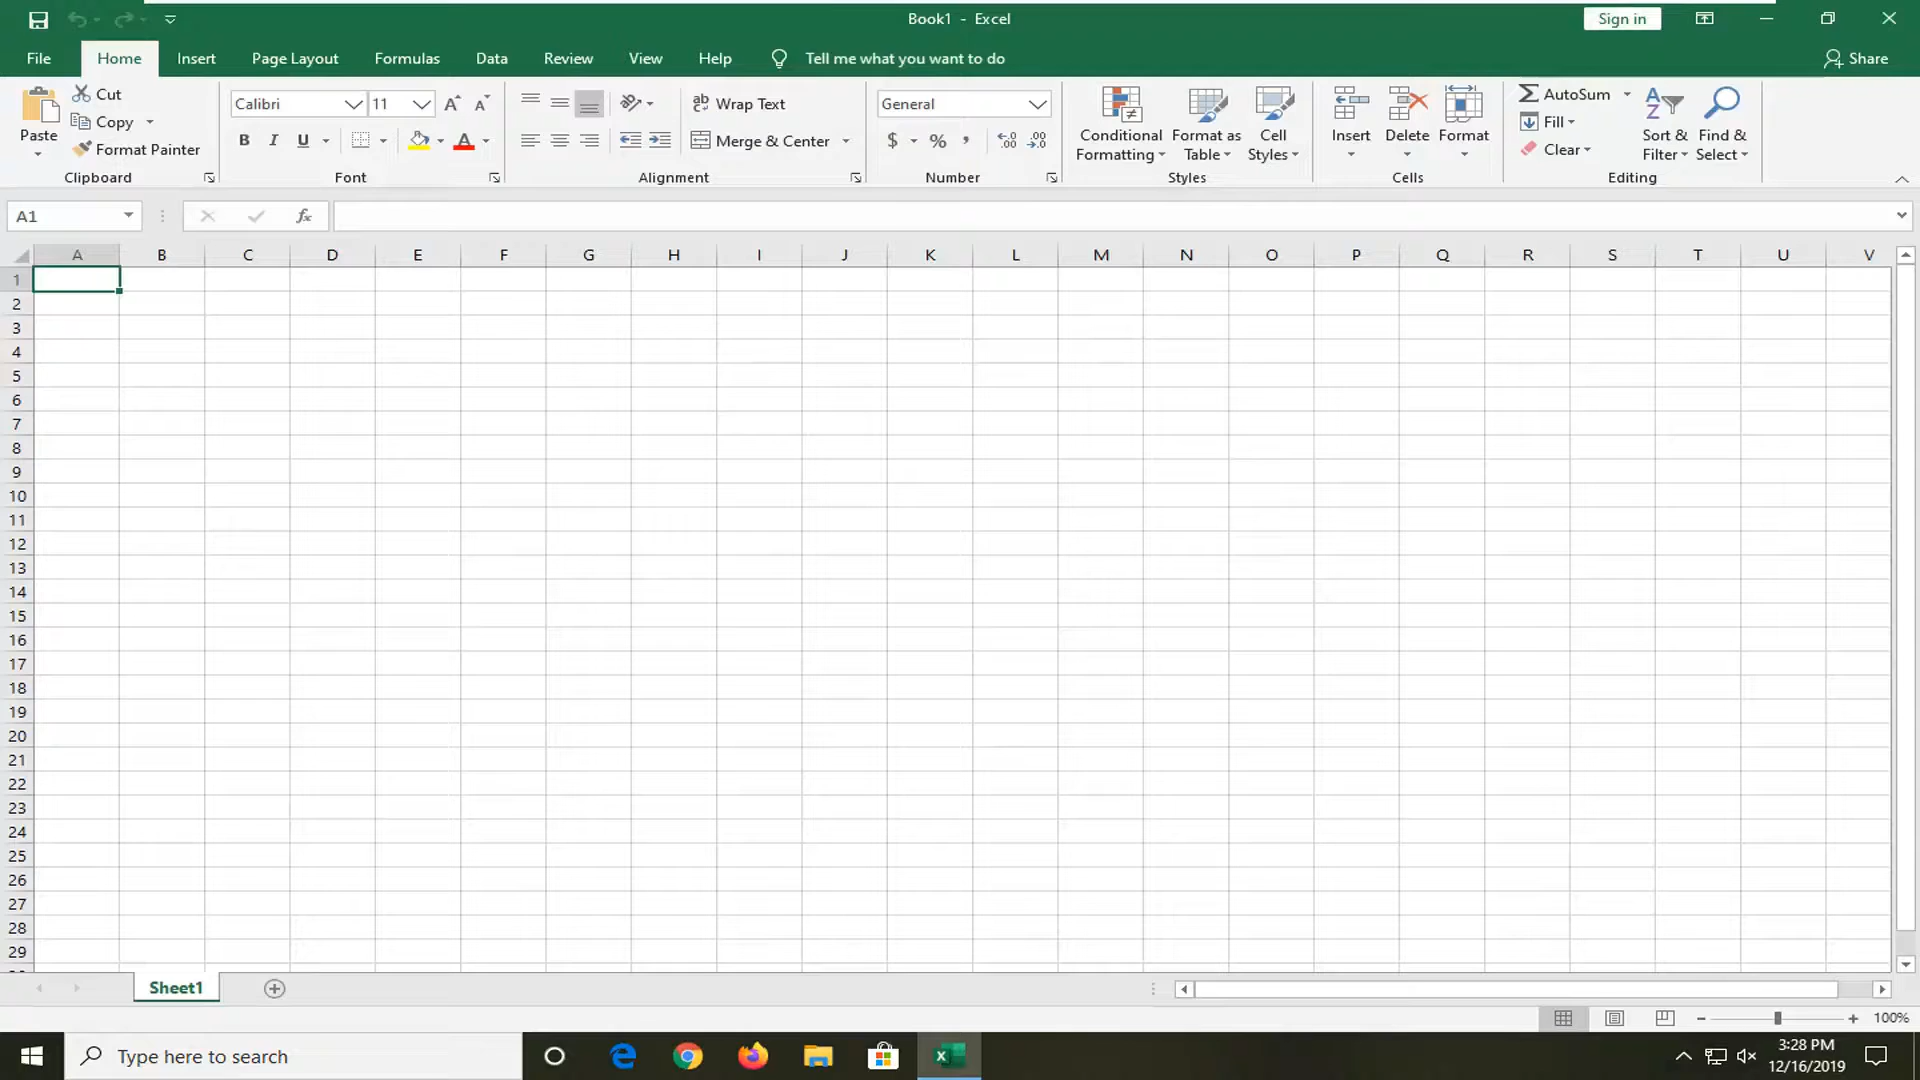 Book1 - Excel
Sign in
File Home Insert Page Layout Formulas Data Review View Help Tell me what you want to do Share
Paste
Cut
Copy
Format Painter
Clipboard
Calibri 11
B I U
Font
Wrap Text
Merge & Center
Alignment
General
$ % ,
Number
Conditional Formatting
Format as Table
Cell Styles
Styles
Insert Delete Format
Cells
AutoSum
Fill
Clear
Sort & Filter
Find & Select
Editing
A1 fx
A B C D E F G H I J K L M N O P Q R S T U V
1
2
3
4
5
6
7
8
9
10
11
12
13
14
15
16
17
18
19
20
21
22
23
24
25
26
27
28
29
Sheet1
100%
Type here to search
3:28 PM
12/16/2019